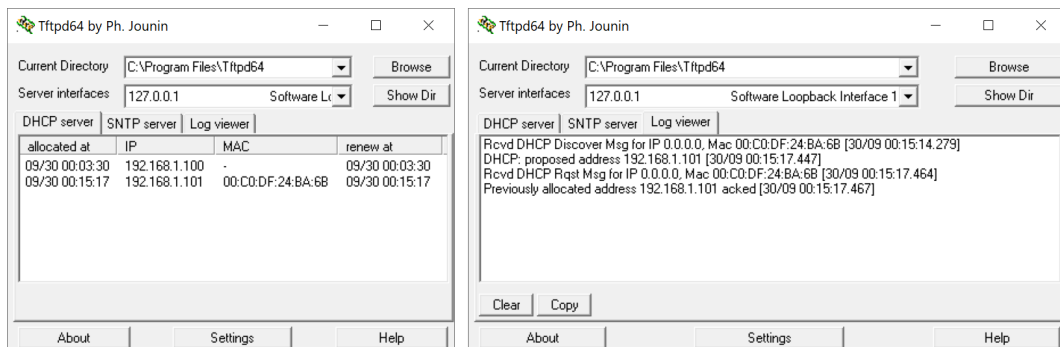 Tftpd64 by Ph. Jounin
Current Directory C:\Program Files\Tftpd64 Browse
Server interfaces 127.0.0.1 Software Lo Show Dir
DHCP server SNTP server Log viewer
allocated at IP MAC renew at
09/30 00:03:30 192.168.1.100 - 09/30 00:03:30
09/30 00:15:17 192.168.1.101 00:C0:DF:24:BA:6B 09/30 00:15:17
About Settings Help
Tftpd64 by Ph. Jounin
Current Directory C:\Program Files\Tftpd64 Browse
Server interfaces 127.0.0.1 Software Loopback Interface 1 Show Dir
DHCP server SNTP server Log viewer
Rcvd DHCP Discover Msg for IP 0.0.0.0, Mac 00:C0:DF:24:BA:6B [30/09 00:15:14.279]
DHCP: proposed address 192.168.1.101 [30/09 00:15:17.447]
Rcvd DHCP Rqst Msg for IP 0.0.0.0, Mac 00:C0:DF:24:BA:6B [30/09 00:15:17.464]
Previously allocated address 192.168.1.101 acked [30/09 00:15:17.467]
Clear Copy
About Settings Help